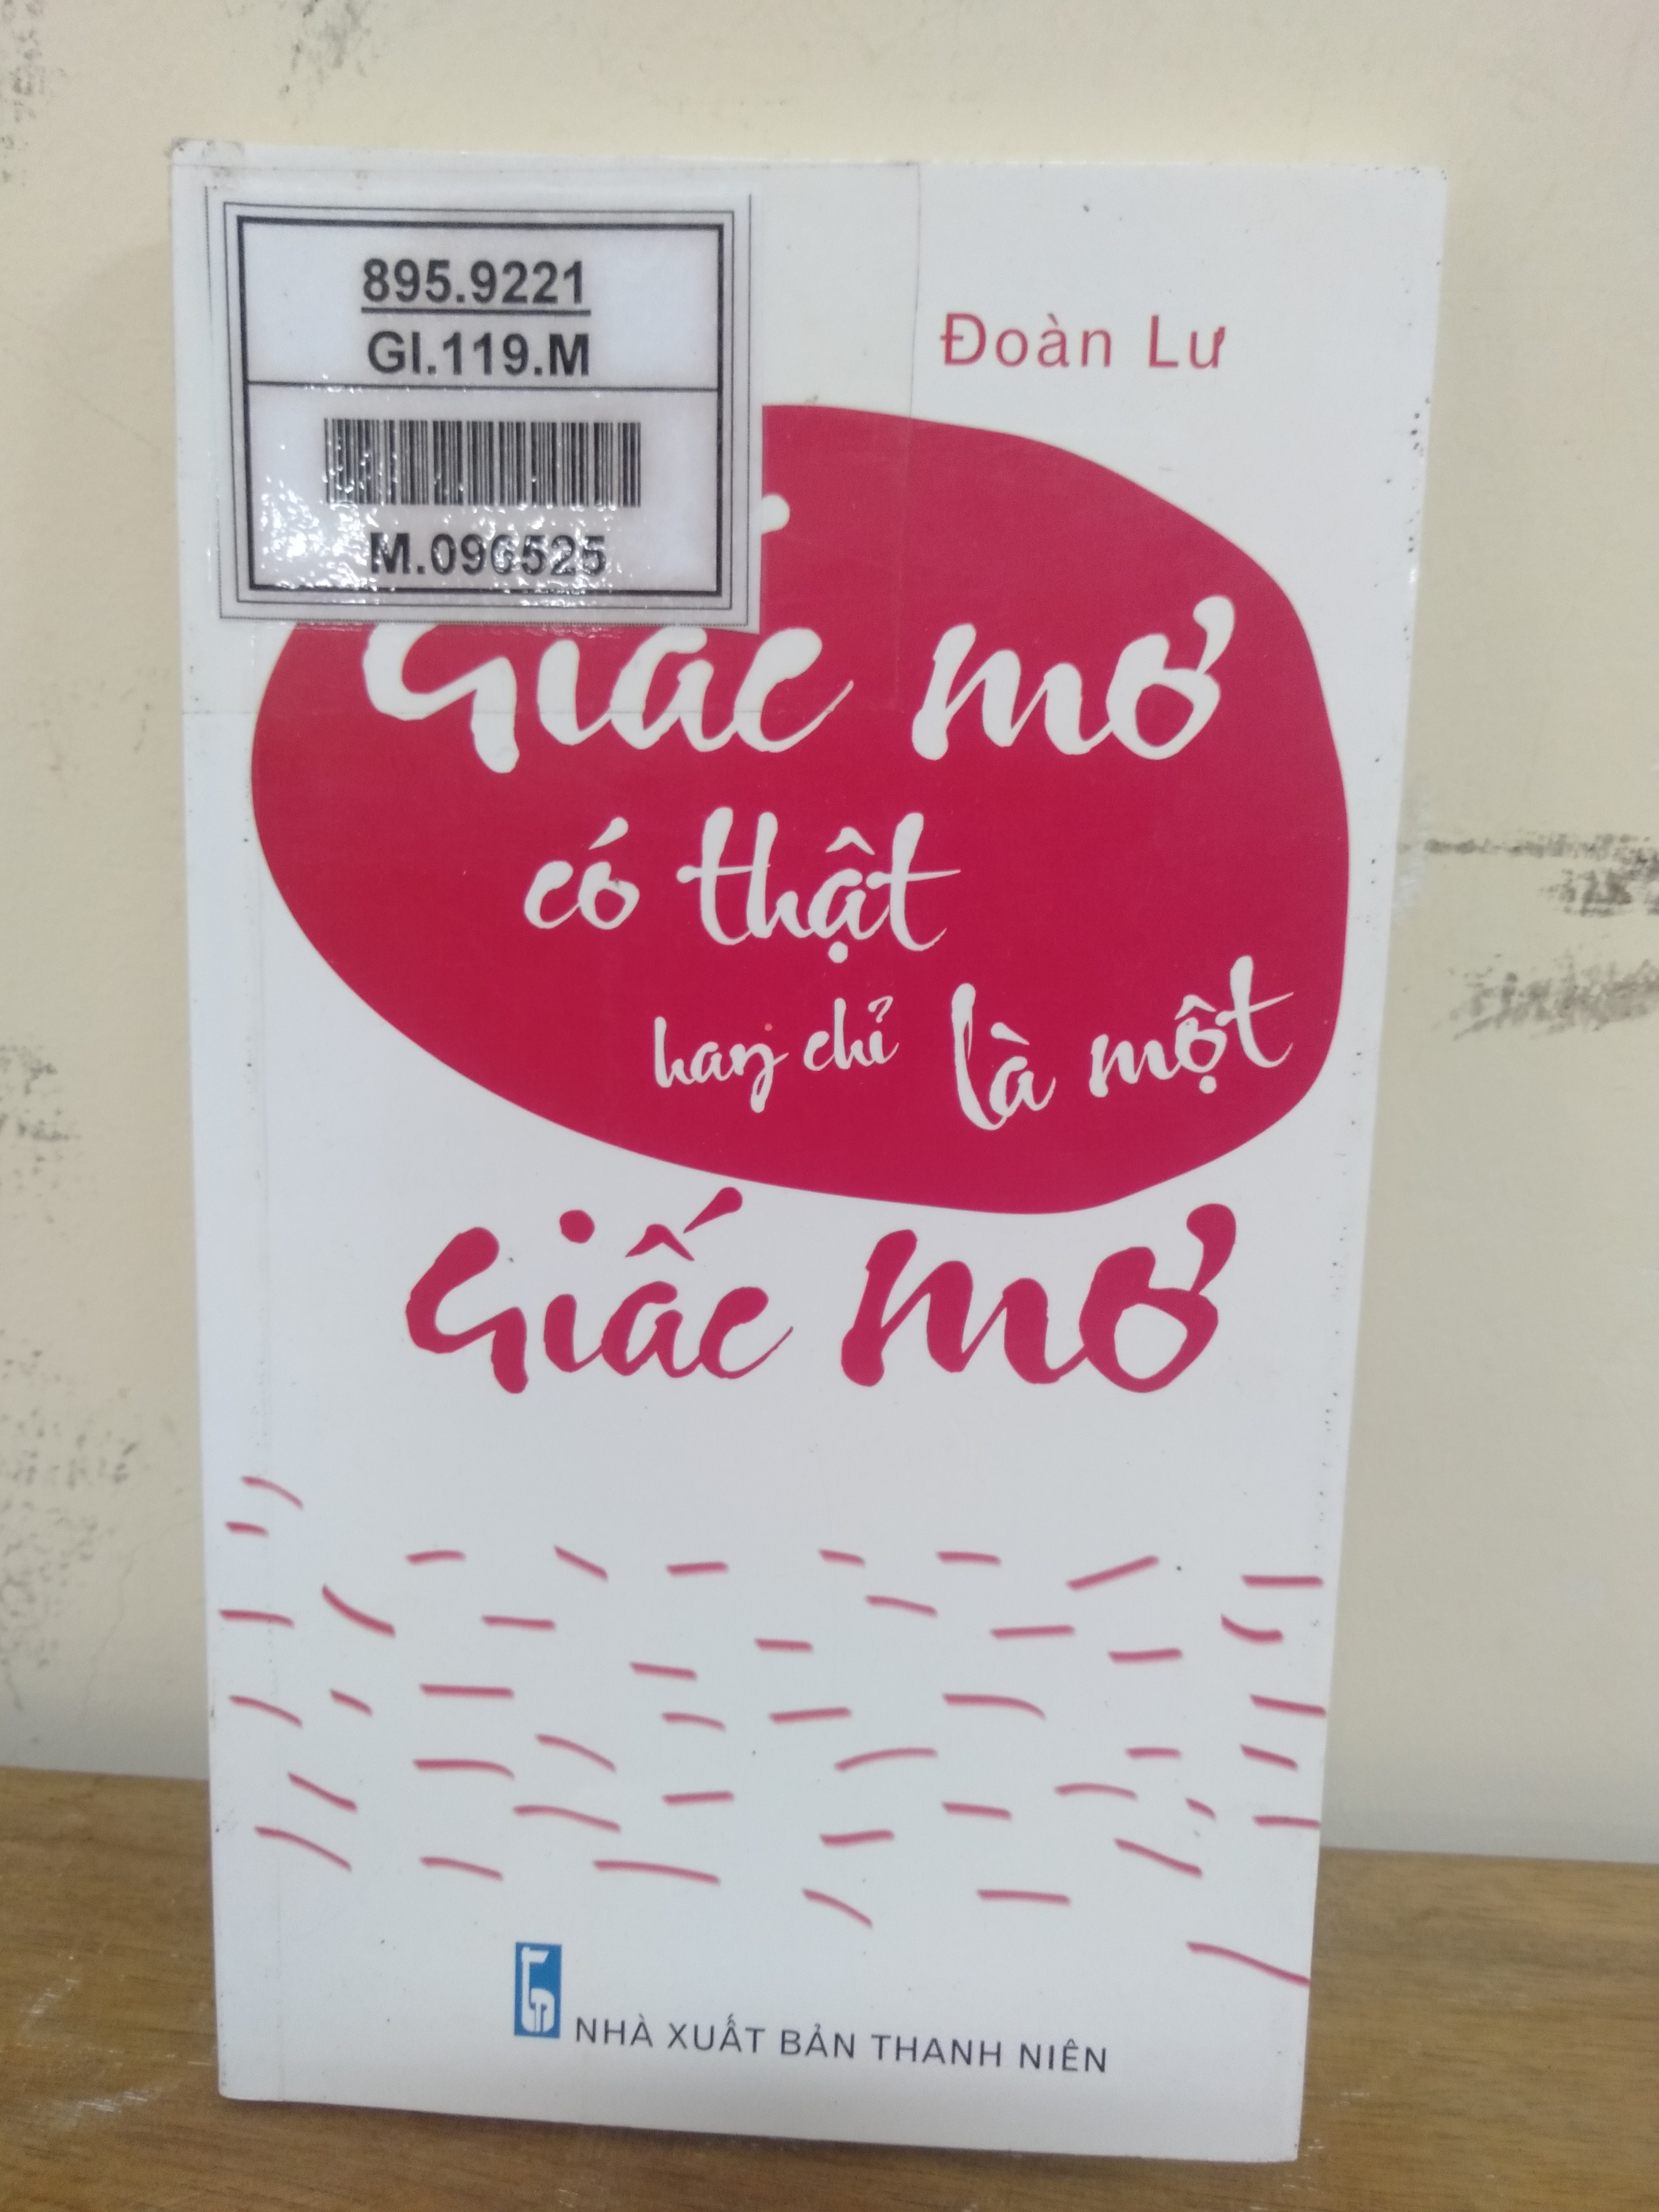 895.9221
GI.119.M
M.096525
Đoàn Lư
Giấc mơ
có thật
hay chỉ là một
Giấc mơ
NHÀ XUẤT BẢN THANH NIÊN